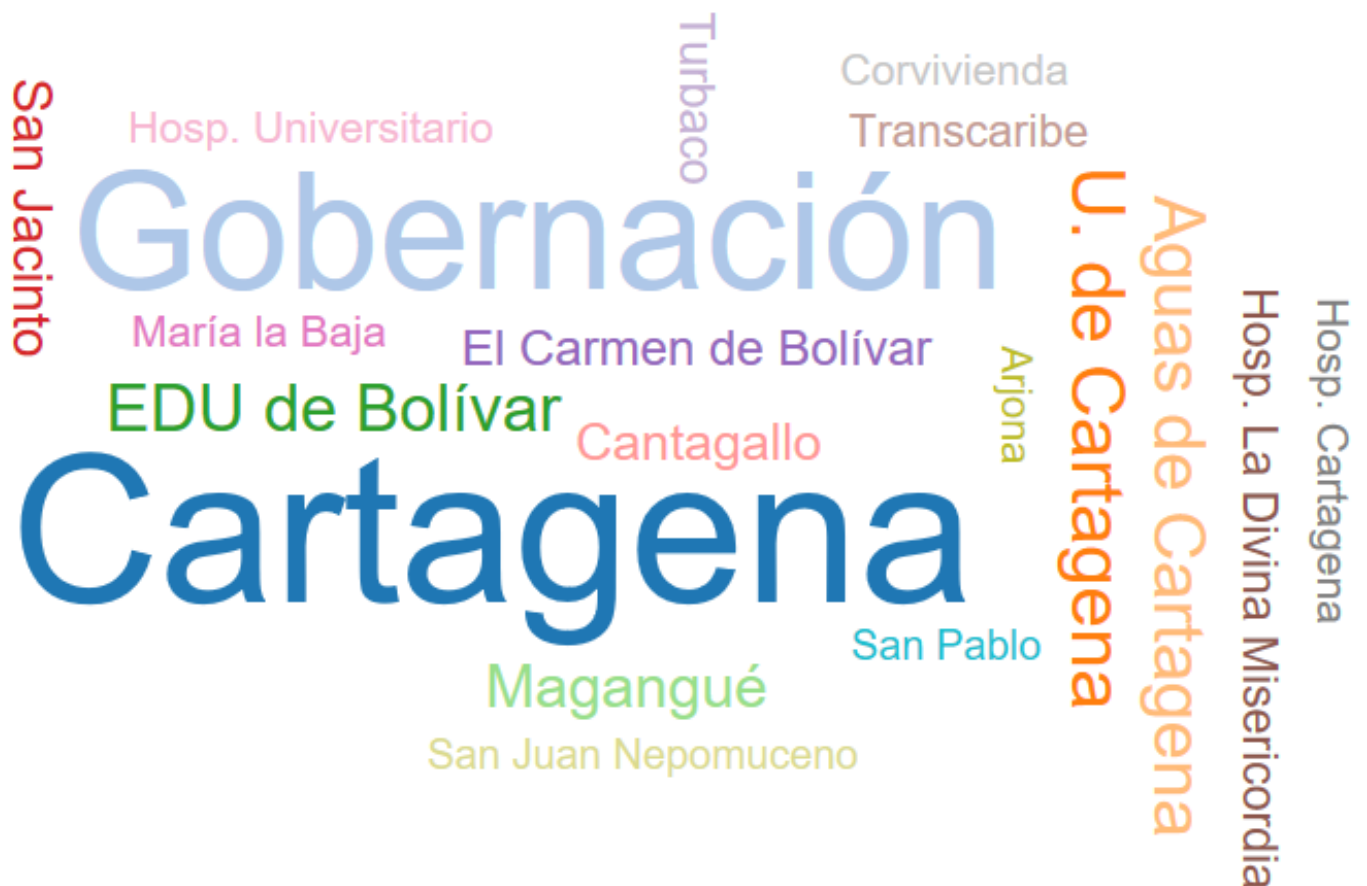 Turbaco
Corvivienda
San Jacinto
Hosp. Universitario
Transcaribe
Gobernación
U. de Cartagena
Aguas de Cartagena
Hosp. La Divina Misericordia
Hosp. Cartagena
María la Baja
El Carmen de Bolívar
Arjona
EDU de Bolívar
Cantagallo
Cartagena
San Pablo
Magangué
San Juan Nepomuceno